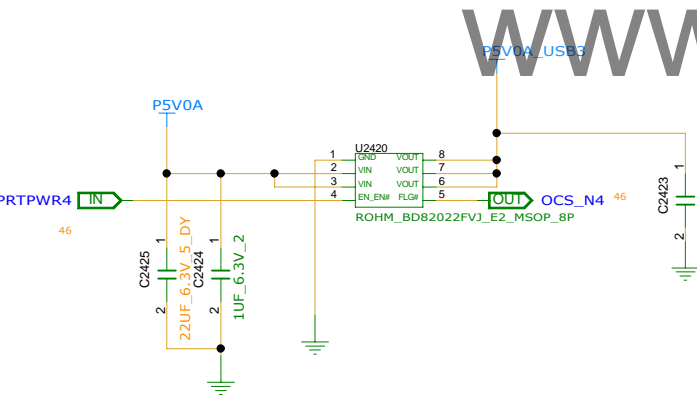 WWW
P5V0A_USB3
P5V0A
U2420
1 GND VOUT 8
2 VIN VOUT 7
3 VIN VOUT 6
4 EN_EN# FLG# 5
PRTPWR4 IN
OUT OCS_N4 46
ROHM_BD82022FVJ_E2_MSOP_8P
46
1
C2425
2
22UF_6.3V_5_DY
1
C2424
2
1UF_6.3V_2
1
C2423
2